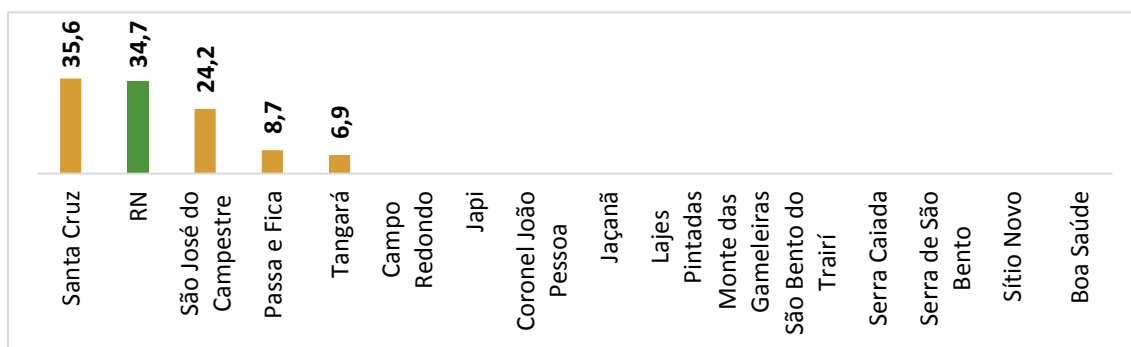 35,6
34,7
24,2
8,7
6,9
Santa Cruz
RN
São José do
Campestre
Passa e Fica
Tangará
Campo
Redondo
Japi
Coronel João
Pessoa
Jaçanã
Lajes
Pintadas
Monte das
Gameleiras
São Bento do
Trairí
Serra Caiada
Serra de São
Bento
Sítio Novo
Boa Saúde